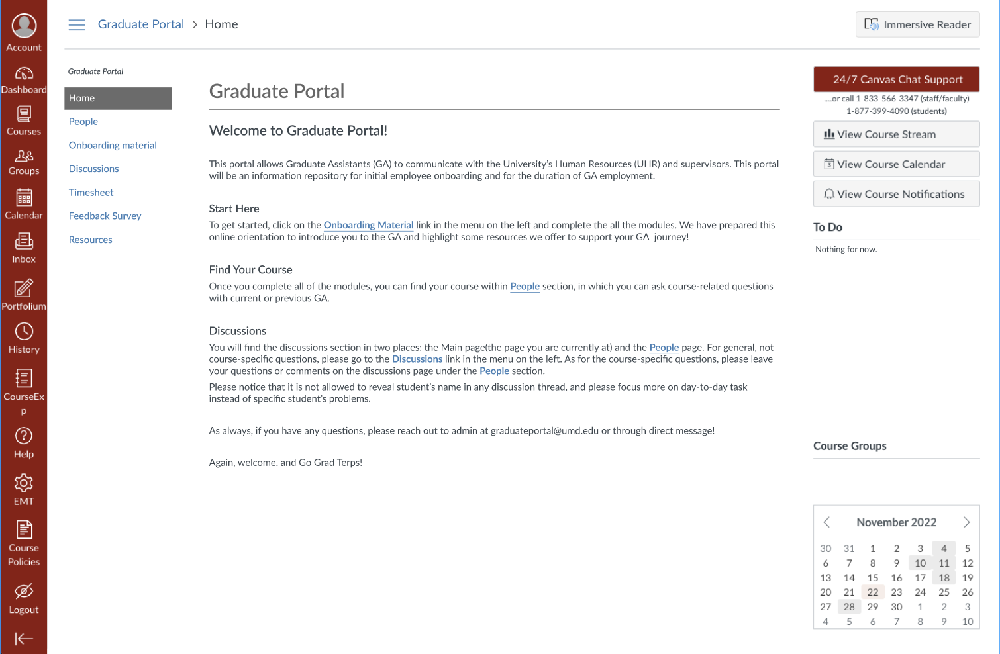 Account
Dashboard
Courses
Groups
Calendar
Inbox
Portfolium
History
CourseEx
p
Help
EMT
Course
Policies
Logout
Graduate Portal > Home
Immersive Reader
Graduate Portal
Home
People
Onboarding material
Discussions
Timesheet
Feedback Survey
Resources
Graduate Portal
Welcome to Graduate Portal!
This portal allows Graduate Assistants (GA) to communicate with the University's Human Resources (UHR) and supervisors. This portal
will be an information repository for initial employee onboarding and for the duration of GA employment.
Start Here
To get started, click on the Onboarding Material link in the menu on the left and complete the all the modules. We have prepared this
online orientation to introduce you to the GA and highlight some resources we offer to support your GA journey!
Find Your Course
Once you complete all of the modules, you can find your course within People section, in which you can ask course-related questions
with current or previous GA.
Discussions
You will find the discussions section in two places: the Main page(the page you are currently at) and the People page. For general, not
course-specific questions, please go to the Discussions link in the menu on the left. As for the course-specific questions, please leave
your questions or comments on the discussions page under the People section.
Please notice that it is not allowed to reveal student's name in any discussion thread, and please focus more on day-to-day task
instead of specific student's problems.
As always, if you have any questions, please reach out to admin at graduateportal@umd.edu or through direct message!
Again, welcome, and Go Grad Terps!
24/7 Canvas Chat Support
....or call 1-833-566-3347 (staff/faculty)
1-877-399-4090 (students)
View Course Stream
View Course Calendar
View Course Notifications
To Do
Nothing for now.
Course Groups
November 2022
30 31 1 2 3 4 5
6 7 8 9 10 11 12
13 14 15 16 17 18 19
20 21 22 23 24 25 26
27 28 29 30 1 2 3
4 5 6 7 8 9 10